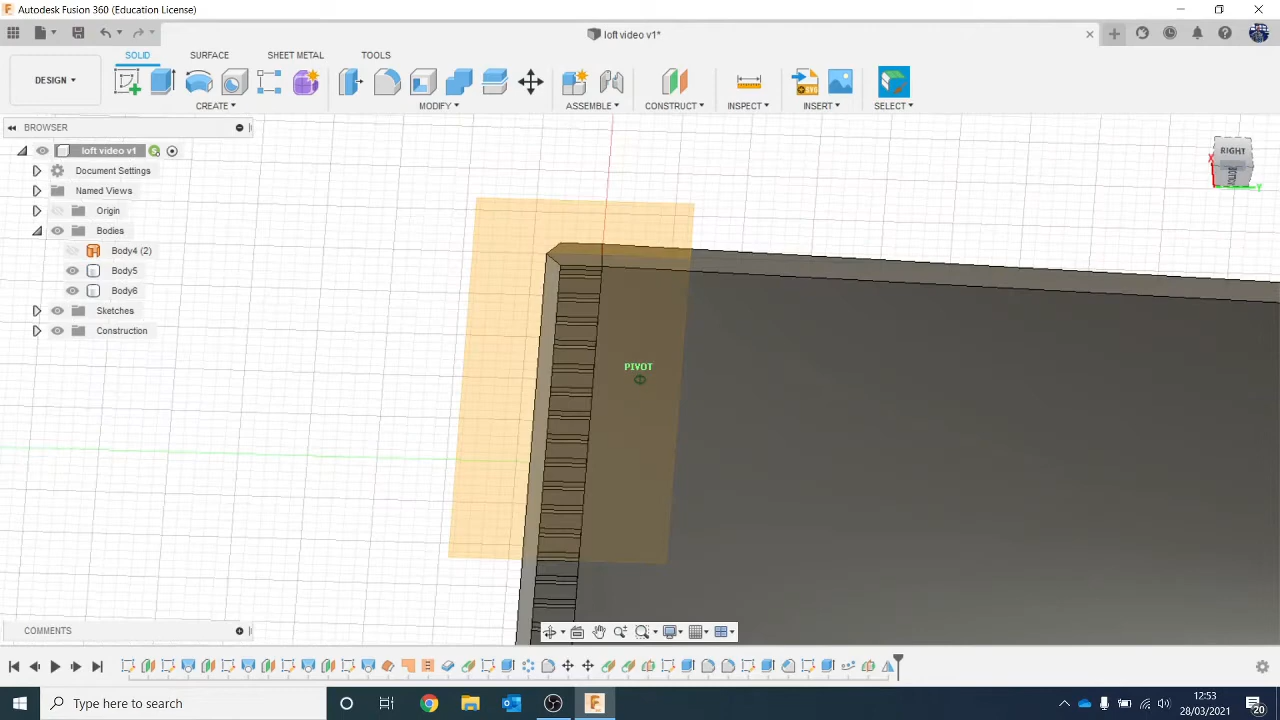 Autodesk Fusion 360 (Education License)
loft video v1*
SOLID SURFACE SHEET METAL TOOLS
DESIGN
CREATE MODIFY ASSEMBLE CONSTRUCT INSPECT INSERT SELECT
SVG
BROWSER
loft video v1
S
Document Settings
Named Views
Origin
Bodies
Body4 (2)
Body5
Body6
Sketches
Construction
RIGHT
X
Y
PIVOT
COMMENTS
Type here to search
12:53
28/03/2021
20